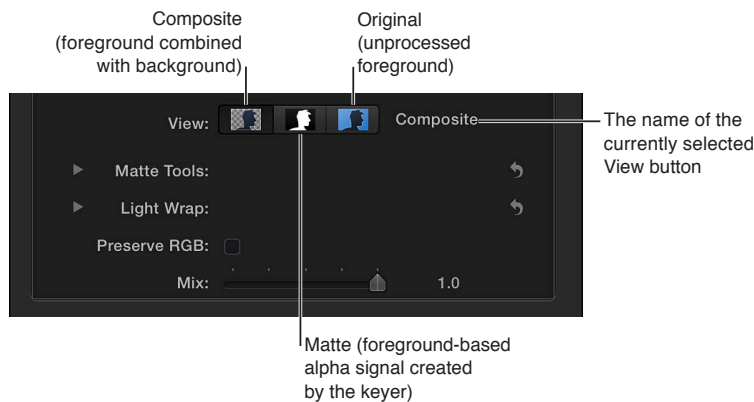 Composite
(foreground combined
with background)
Original
(unprocessed
foreground)
View:
Composite
The name of the
currently selected
View button
Matte Tools:
Light Wrap:
Preserve RGB:
Mix:
1.0
Matte (foreground-based
alpha signal created
by the keyer)